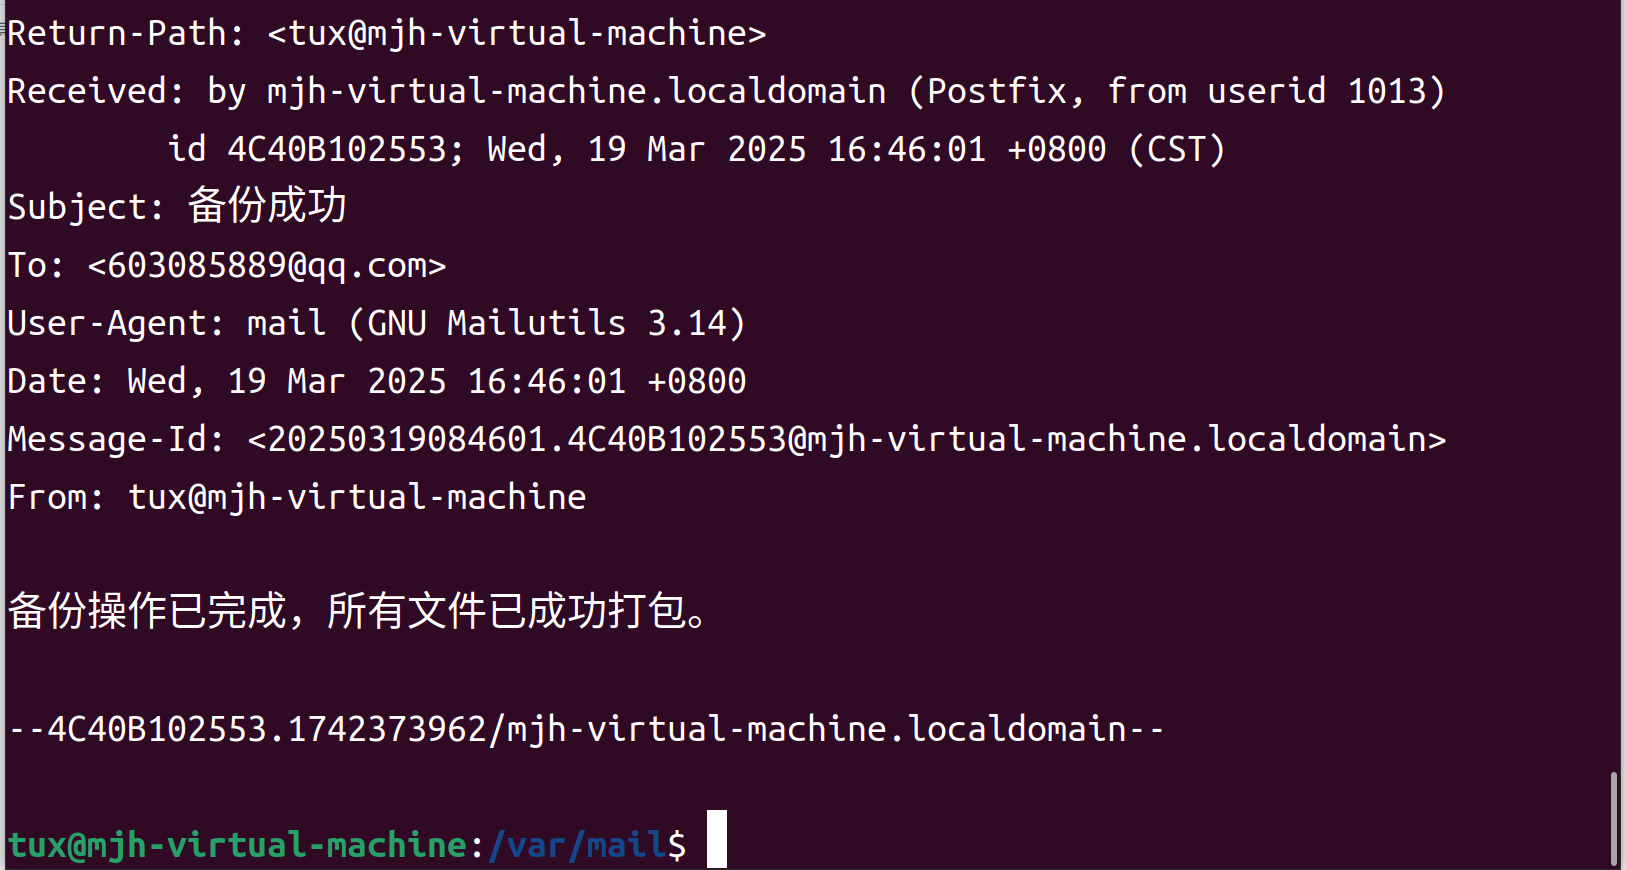 Return-Path: <tux@mjh-virtual-machine>
Received: by mjh-virtual-machine.localdomain (Postfix, from userid 1013)
        id 4C40B102553; Wed, 19 Mar 2025 16:46:01 +0800 (CST)
Subject: 备份成功
To: <603085889@qq.com>
User-Agent: mail (GNU Mailutils 3.14)
Date: Wed, 19 Mar 2025 16:46:01 +0800
Message-Id: <20250319084601.4C40B102553@mjh-virtual-machine.localdomain>
From: tux@mjh-virtual-machine
备份操作已完成，所有文件已成功打包。
--4C40B102553.1742373962/mjh-virtual-machine.localdomain--
tux@mjh-virtual-machine:/var/mail$